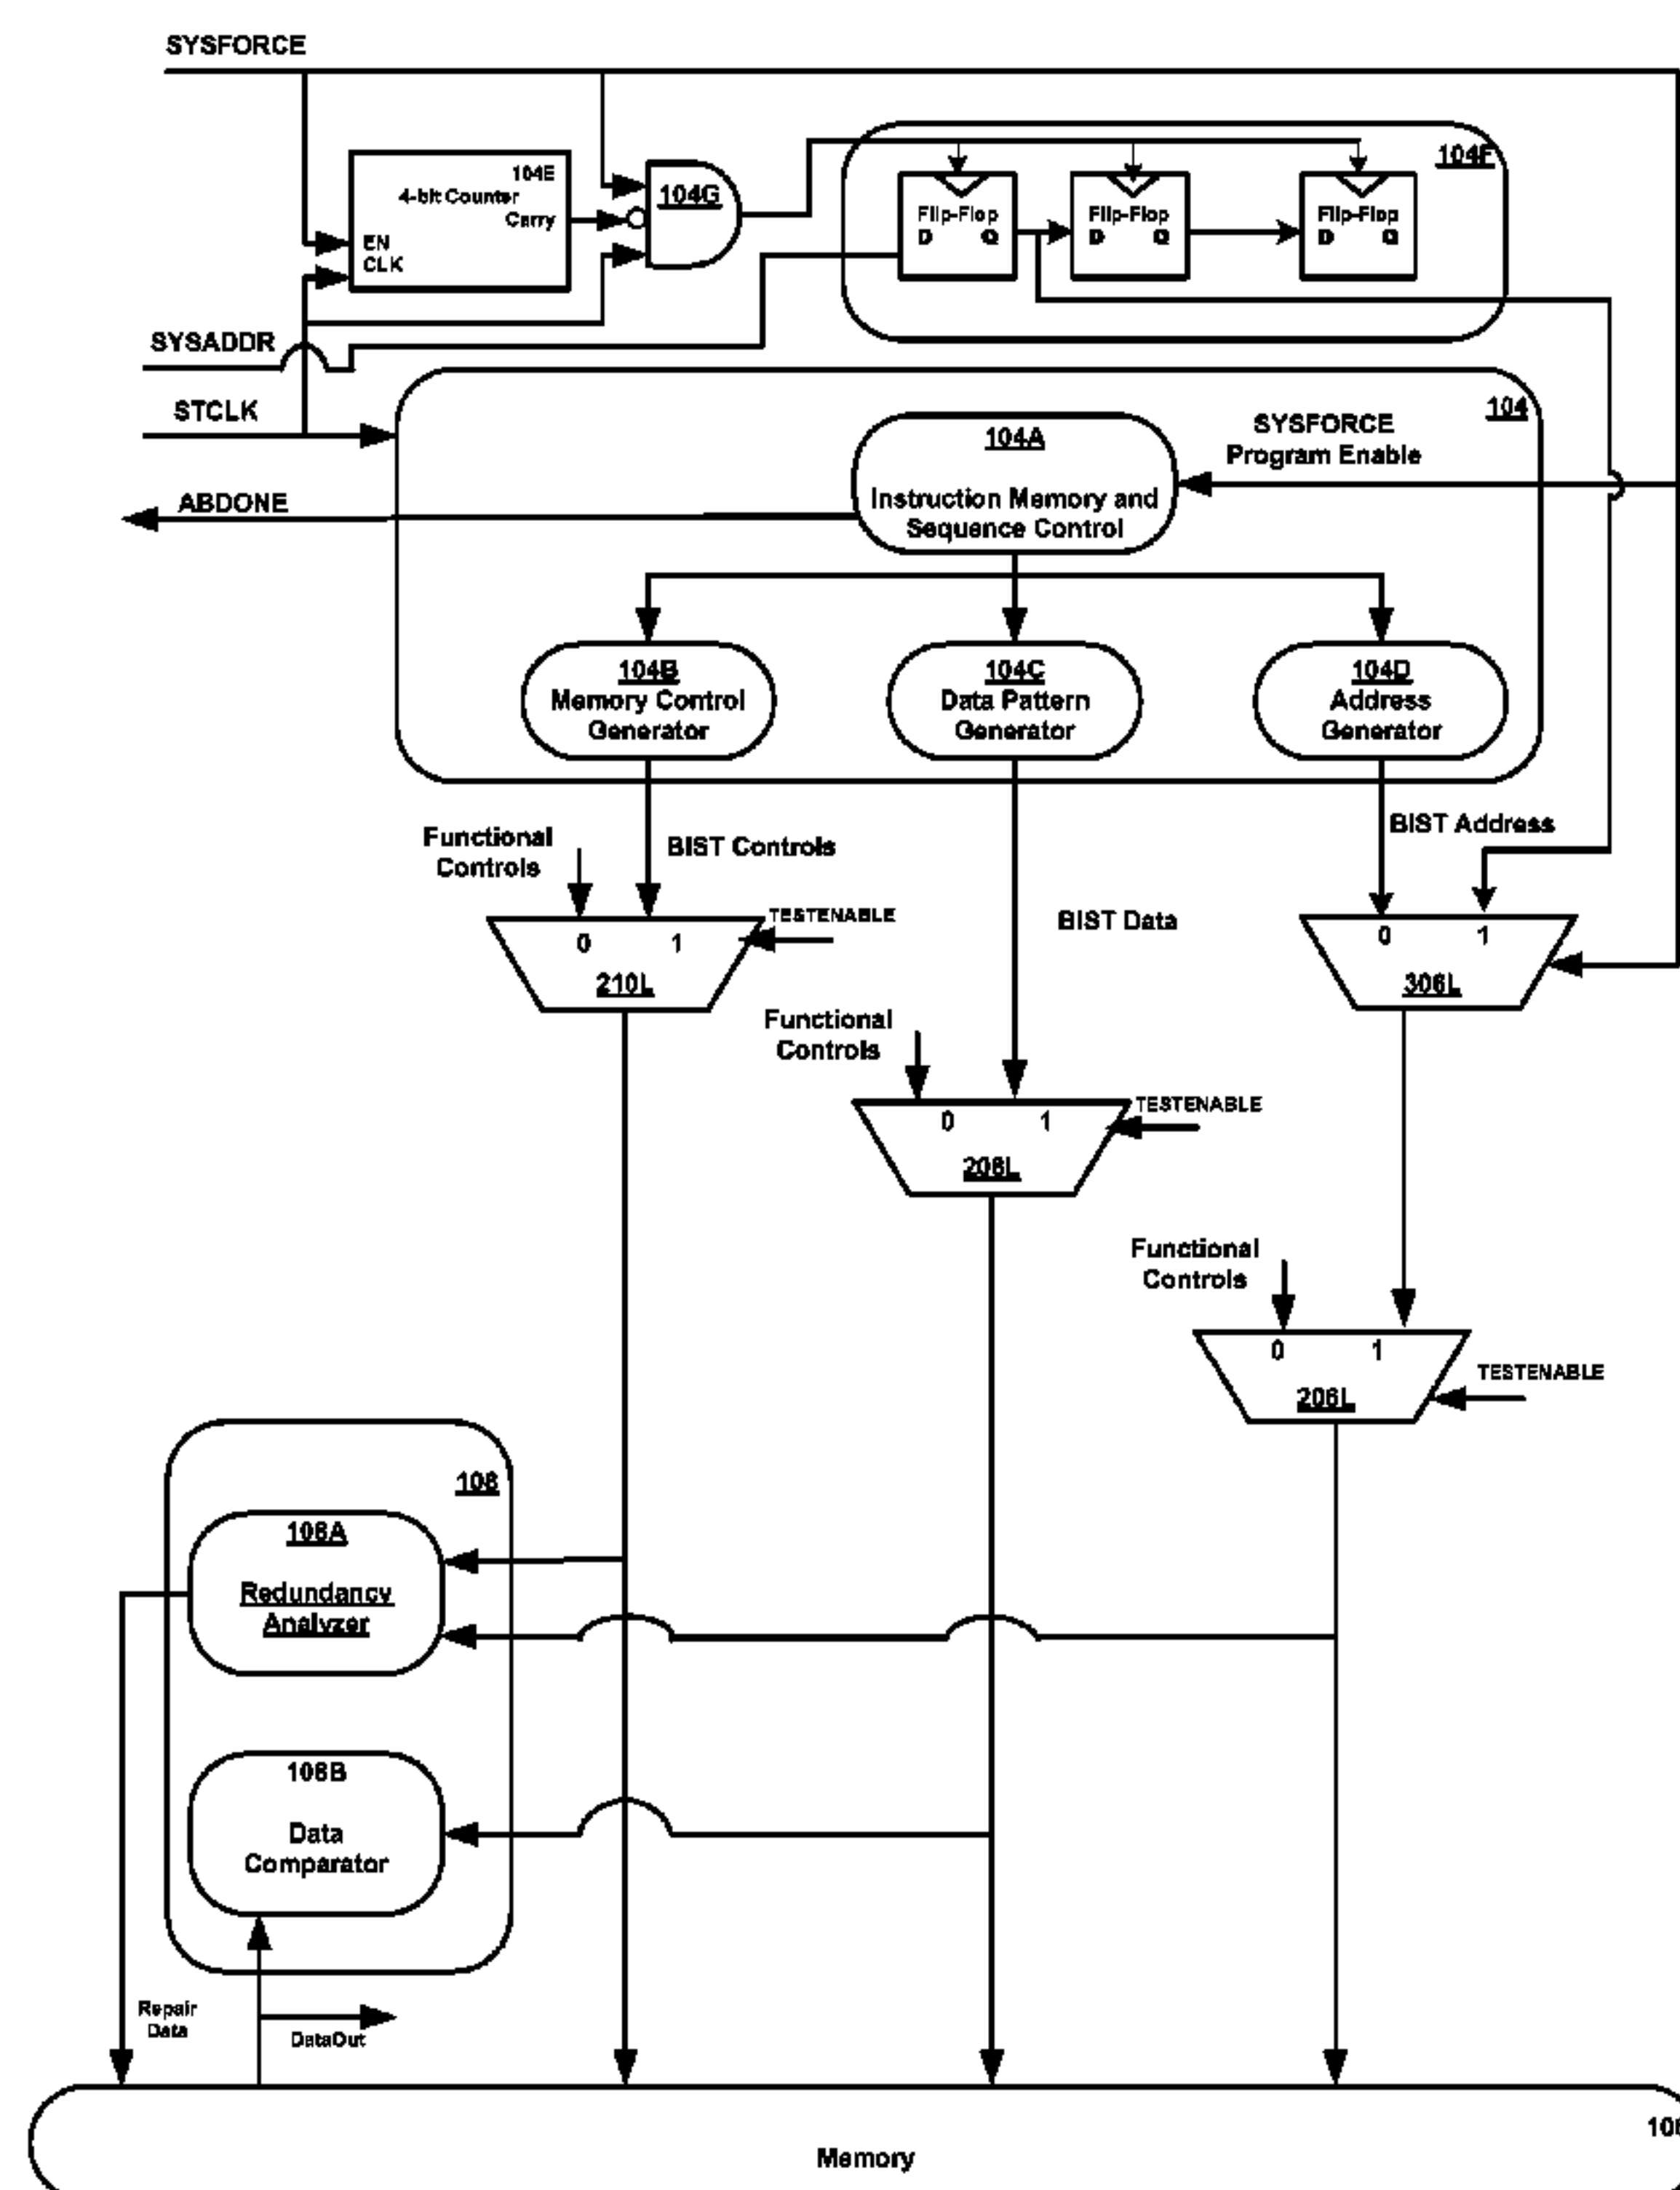 SYSFORCE
104E
4-bit Counter
Carry
EN
CLK
104G
104F
Flip-Flop
D Q
Flip-Flop
D Q
Flip-Flop
D Q
SYSADDR
STCLK
ABDONE
104
104A
Instruction Memory and
Sequence Control
SYSFORCE
Program Enable
104B
Memory Control
Generator
104C
Data Pattern
Generator
104D
Address
Generator
Functional
Controls
BIST Controls
BIST Data
BIST Address
TESTENABLE
0 1
210L
0 1
306L
Functional
Controls
TESTENABLE
0 1
208L
Functional
Controls
TESTENABLE
0 1
206L
108
108A
Redundancy
Analyzer
108B
Data
Comparator
Repair
Data
DataOut
Memory